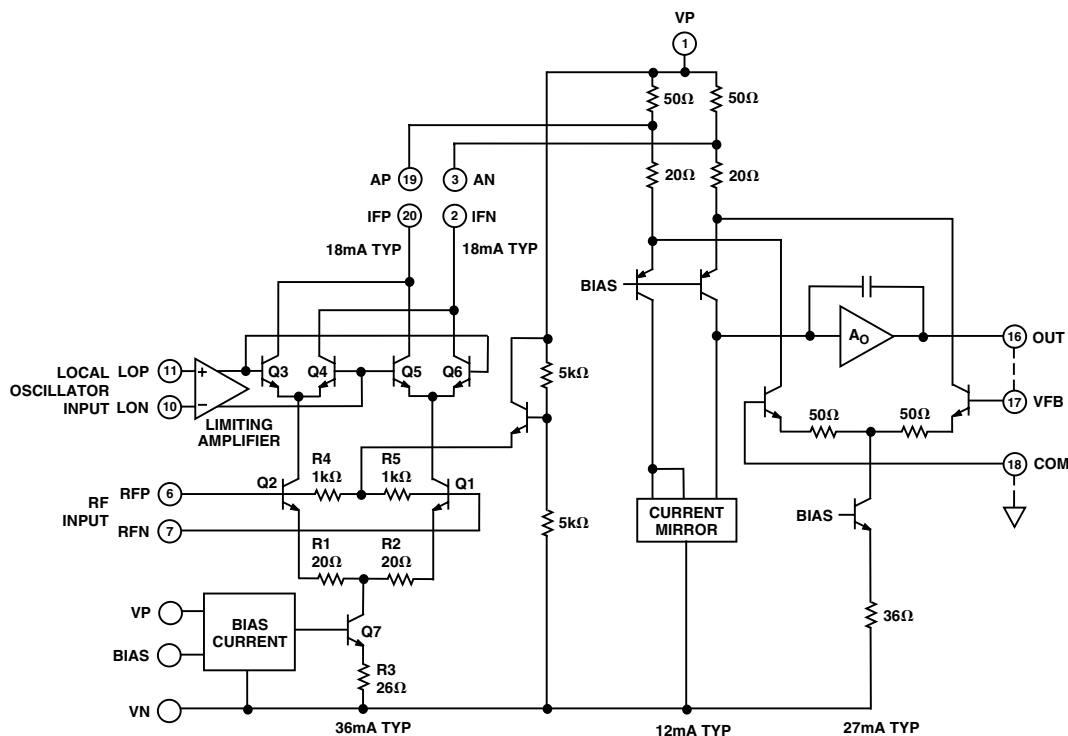 VP
1
50Ω 50Ω
20Ω 20Ω
AP 19 3 AN
IFP 20 2 IFN
18mA TYP 18mA TYP
BIAS
AO
16 OUT
17 VFB
18 COM
LOCAL
OSCILLATOR
INPUT
LOP 11
LON 10
+
–
LIMITING
AMPLIFIER
Q3 Q4 Q5 Q6
5kΩ
5kΩ
50Ω 50Ω
R4
1kΩ
R5
1kΩ
Q2 Q1
RF
INPUT
RFP 6
RFN 7
R1
20Ω
R2
20Ω
CURRENT
MIRROR
BIAS
36Ω
VP
BIAS
BIAS
CURRENT
Q7
R3
26Ω
VN
36mA TYP
12mA TYP
27mA TYP